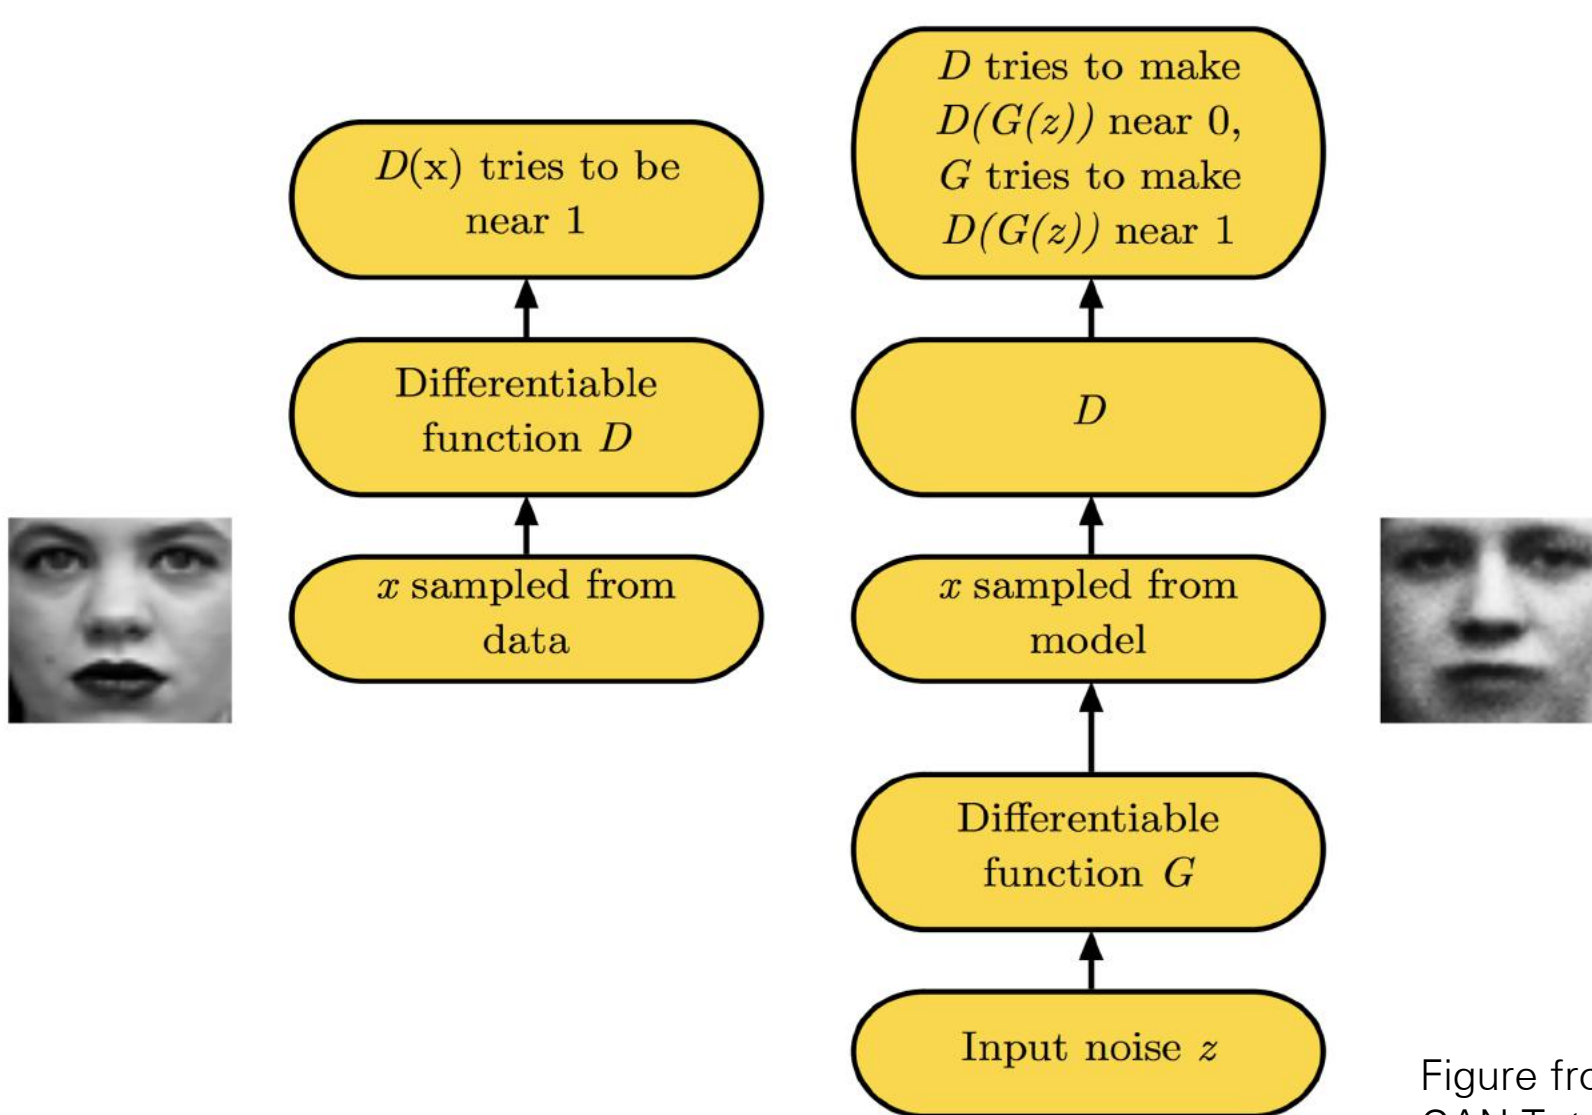 D(x) tries to be
near 1
Differentiable
function D
x sampled from
data
D tries to make
D(G(z)) near 0,
G tries to make
D(G(z)) near 1
D
x sampled from
model
Differentiable
function G
Input noise z
Figure